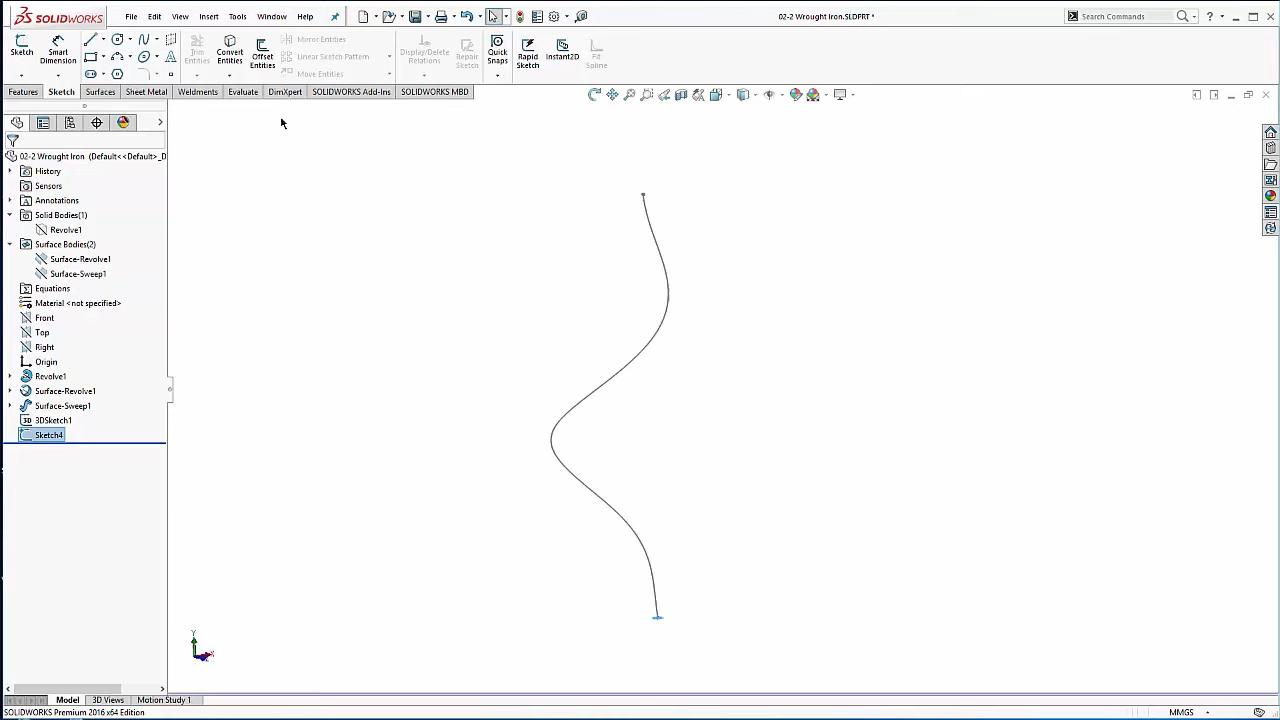 SOLIDWORKS File Edit View Insert Tools Window Help 02-2 Wrought Iron.SLDPRT * Search Commands ?
Sketch Smart Dimension Trim Entities Convert Entities Offset Entities Mirror Entities Linear Sketch Pattern Move Entities Display/Delete Relations Repair Sketch Quick Snaps Rapid Sketch Instant2D Fit Spline
Features Sketch Surfaces Sheet Metal Weldments Evaluate DimXpert SOLIDWORKS Add-Ins SOLIDWORKS MBD
02-2 Wrought Iron (Default<<Default>_D
History
Sensors
Annotations
Solid Bodies(1)
Revolve1
Surface Bodies(2)
Surface-Revolve1
Surface-Sweep1
Equations
Material <not specified>
Front
Top
Right
Origin
Revolve1
Surface-Revolve1
Surface-Sweep1
3D 3DSketch1
Sketch4
Y
X
Model 3D Views Motion Study 1
SOLIDWORKS Premium 2016 x64 Edition MMGS